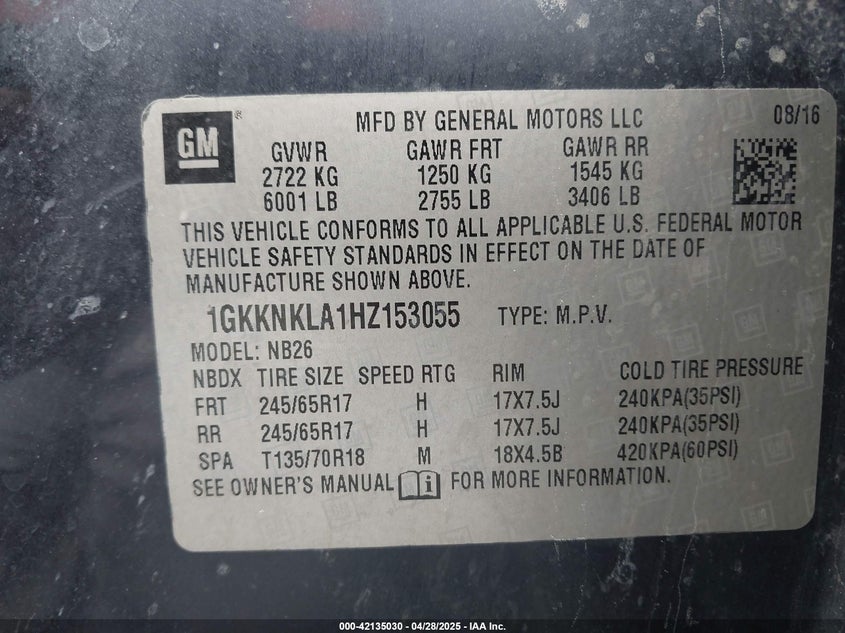 GM ®
MFD BY GENERAL MOTORS LLC 08/16
GVWR GAWR FRT GAWR RR
2722 KG 1250 KG 1545 KG
6001 LB 2755 LB 3406 LB
THIS VEHICLE CONFORMS TO ALL APPLICABLE U.S. FEDERAL MOTOR
VEHICLE SAFETY STANDARDS IN EFFECT ON THE DATE OF
MANUFACTURE SHOWN ABOVE.
1GKKNKLA1HZ153055 TYPE: M.P.V.
MODEL: NB26
NBDX TIRE SIZE SPEED RTG RIM COLD TIRE PRESSURE
FRT 245/65R17 H 17X7.5J 240KPA(35PSI)
RR 245/65R17 H 17X7.5J 240KPA(35PSI)
SPA T135/70R18 M 18X4.5B 420KPA(60PSI)
SEE OWNER'S MANUAL i FOR MORE INFORMATION.
000-42135030 - 04/28/2025 - IAA Inc.